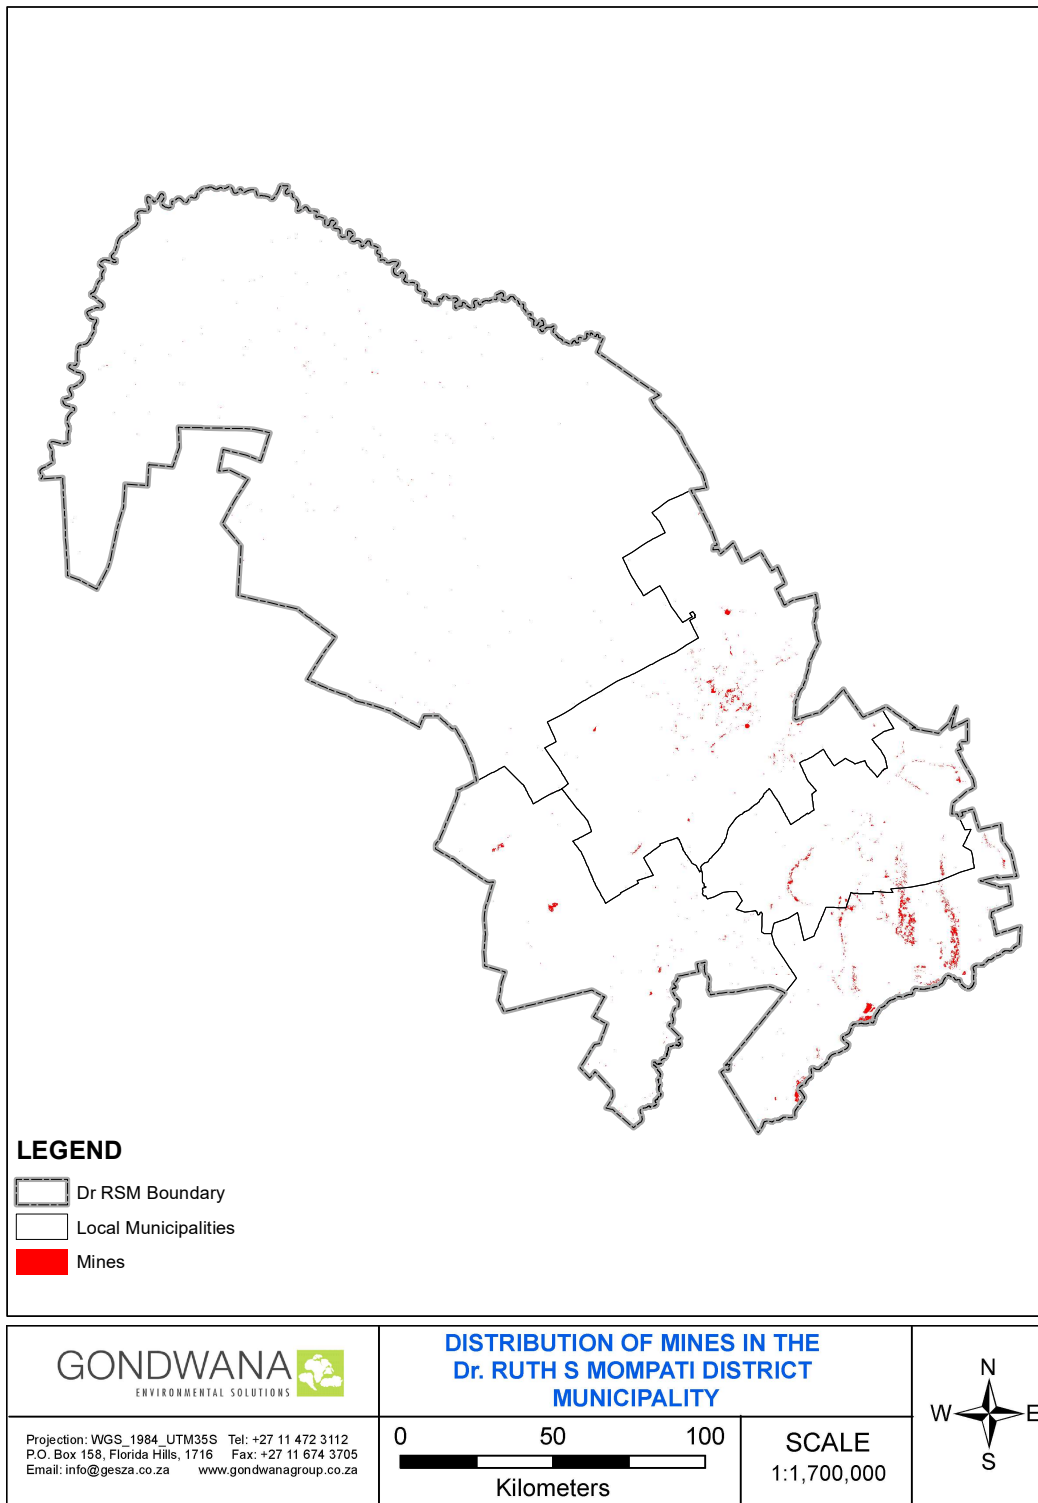 LEGEND
Dr RSM Boundary
Local Municipalities
Mines
GONDWANA
ENVIRONMENTAL SOLUTIONS
Projection: WGS_1984_UTM35S Tel: +27 11 472 3112
P.O. Box 158, Florida Hills, 1716 Fax: +27 11 674 3705
Email: info@gesza.co.za www.gondwanagroup.co.za
DISTRIBUTION OF MINES IN THE
Dr. RUTH S MOMPATI DISTRICT
MUNICIPALITY
0 50 100
Kilometers
SCALE
1:1,700,000
N
W E
S